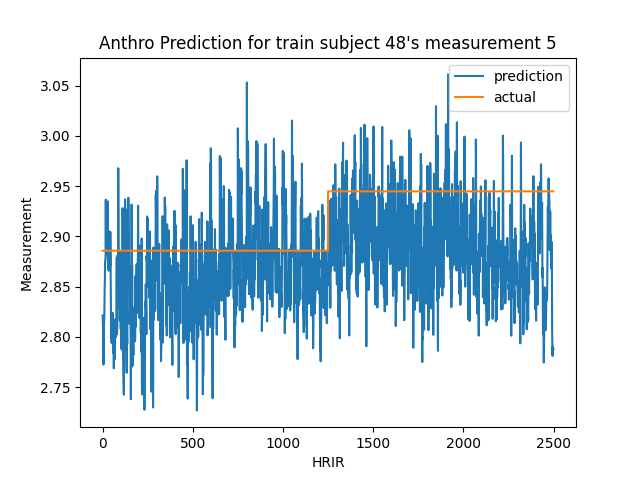 Anthro Prediction for train subject 48's measurement 5
prediction
actual
Measurement
3.05
3.00
2.95
2.90
2.85
2.80
2.75
0
500
1000
1500
2000
2500
HRIR